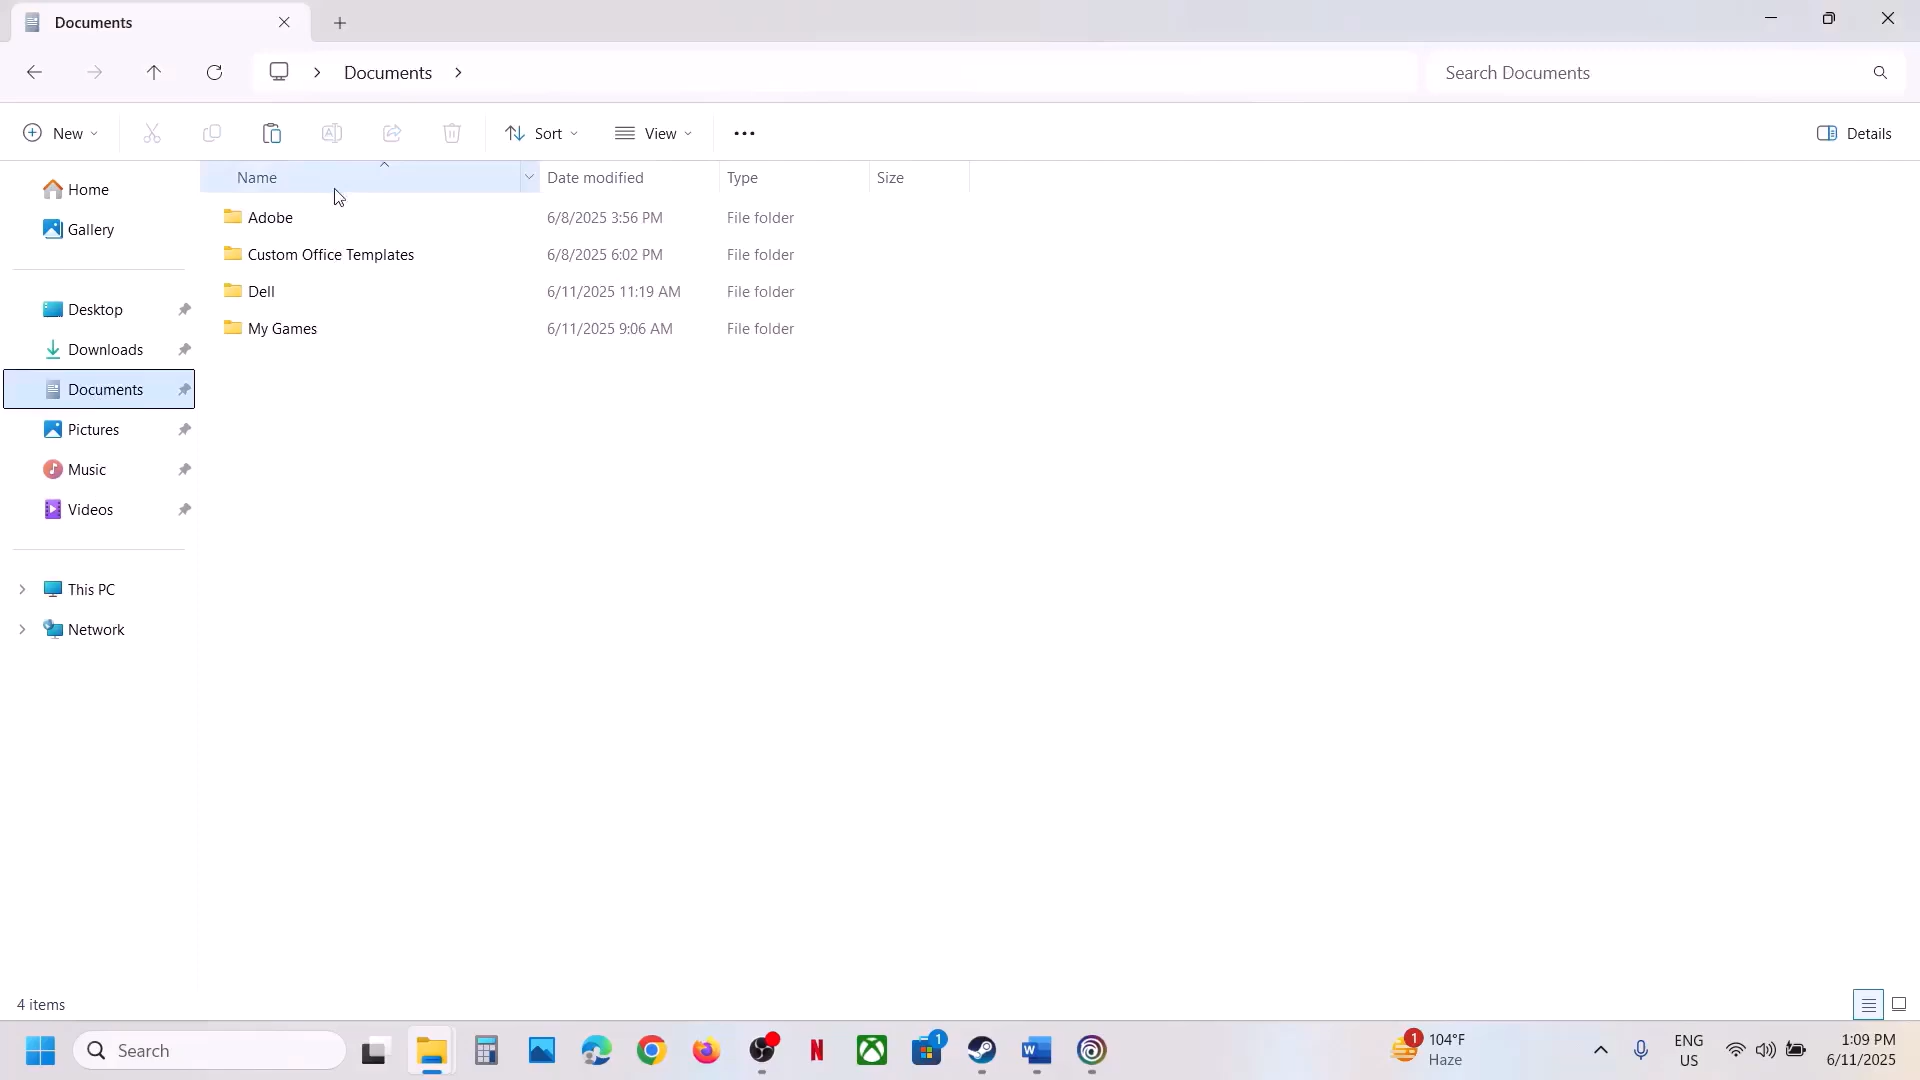 Documents
Documents
Search Documents
New
Sort
View
Details
Name
Date modified
Type
Size
Adobe
6/8/2025 3:56 PM
File folder
Custom Office Templates
6/8/2025 6:02 PM
File folder
Dell
6/11/2025 11:19 AM
File folder
My Games
6/11/2025 9:06 AM
File folder
Home
Gallery
Desktop
Downloads
Documents
Pictures
Music
Videos
This PC
Network
4 items
Search
N
W
1
1
104°F
Haze
ENG
US
1:09 PM
6/11/2025